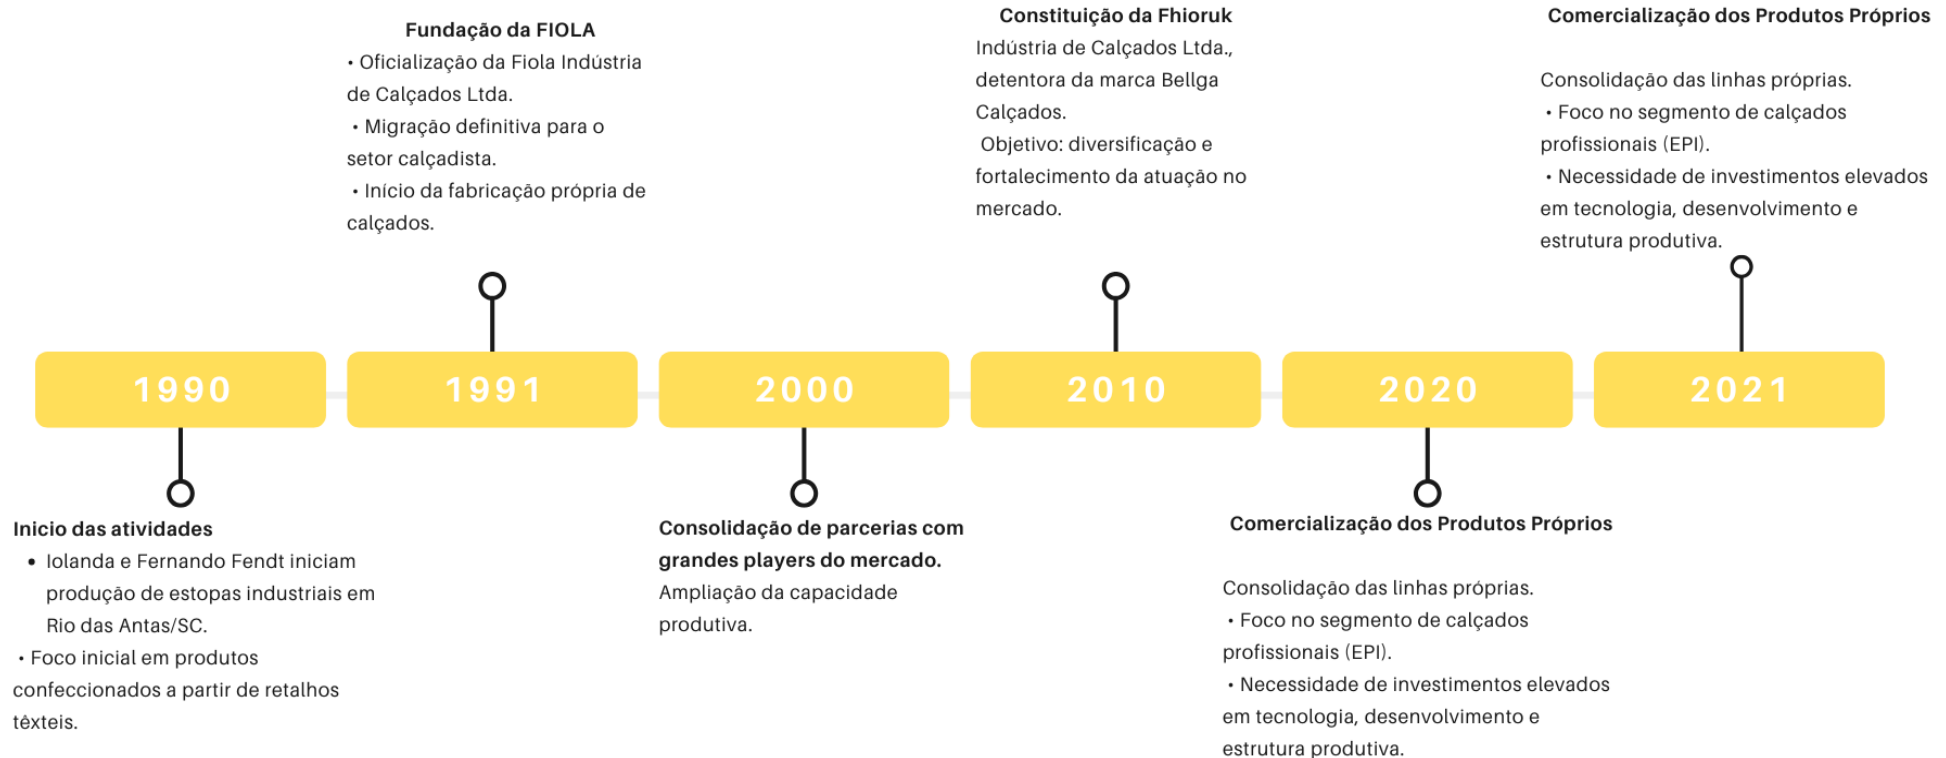 Fundação da FIOLA
• Oficialização da Fiola Indústria
de Calçados Ltda.
• Migração definitiva para o
setor calçadista.
• Início da fabricação própria de
calçados.
Constituição da Fhioruk
Indústria de Calçados Ltda.,
detentora da marca Bellga
Calçados.
Objetivo: diversificação e
fortalecimento da atuação no
mercado.
Comercialização dos Produtos Próprios
Consolidação das linhas próprias.
• Foco no segmento de calçados
profissionais (EPI).
• Necessidade de investimentos elevados
em tecnologia, desenvolvimento e
estrutura produtiva.
1990
1991
2000
2010
2020
2021
Inicio das atividades
• Iolanda e Fernando Fendt iniciam
produção de estopas industriais em
Rio das Antas/SC.
• Foco inicial em produtos
confeccionados a partir de retalhos
têxteis.
Consolidação de parcerias com
grandes players do mercado.
Ampliação da capacidade
produtiva.
Comercialização dos Produtos Próprios
Consolidação das linhas próprias.
• Foco no segmento de calçados
profissionais (EPI).
• Necessidade de investimentos elevados
em tecnologia, desenvolvimento e
estrutura produtiva.